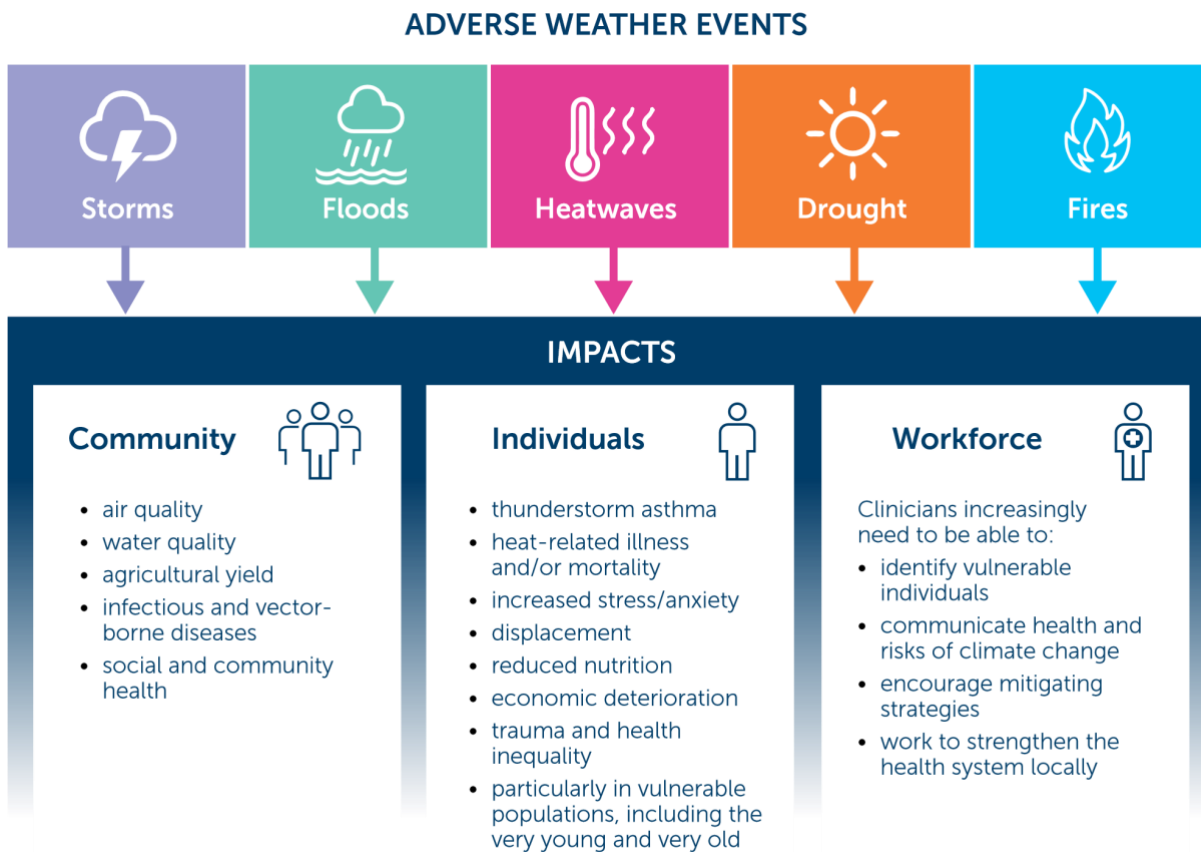 ADVERSE WEATHER EVENTS
Storms
Floods
Heatwaves
Drought
Fires
IMPACTS
Community
• air quality
• water quality
• agricultural yield
• infectious and vector-
borne diseases
• social and community
health
Individuals
• thunderstorm asthma
• heat-related illness
and/or mortality
• increased stress/anxiety
• displacement
• reduced nutrition
• economic deterioration
• trauma and health
inequality
• particularly in vulnerable
populations, including the
very young and very old
Workforce
Clinicians increasingly
need to be able to:
• identify vulnerable
individuals
• communicate health and
risks of climate change
• encourage mitigating
strategies
• work to strengthen the
health system locally